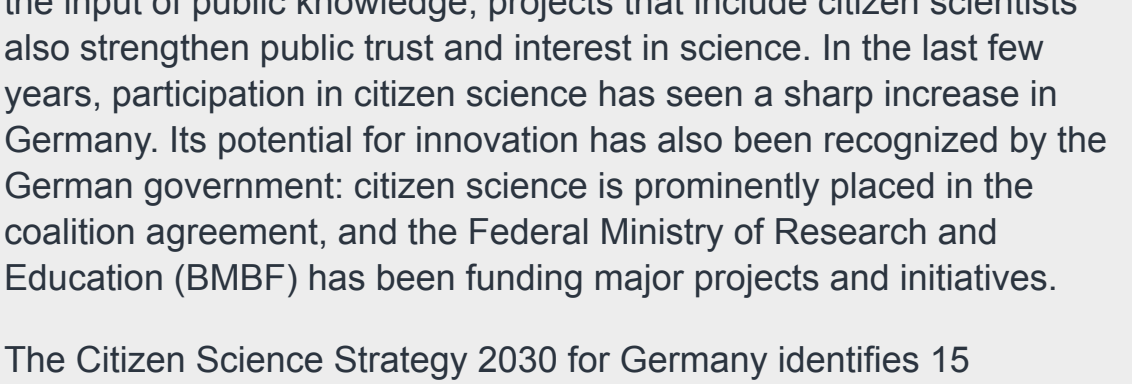 the input of public knowledge, projects that include citizen scientists
also strengthen public trust and interest in science. In the last few
years, participation in citizen science has seen a sharp increase in
Germany. Its potential for innovation has also been recognized by the
German government: citizen science is prominently placed in the
coalition agreement, and the Federal Ministry of Research and
Education (BMBF) has been funding major projects and initiatives.
The Citizen Science Strategy 2030 for Germany identifies 15